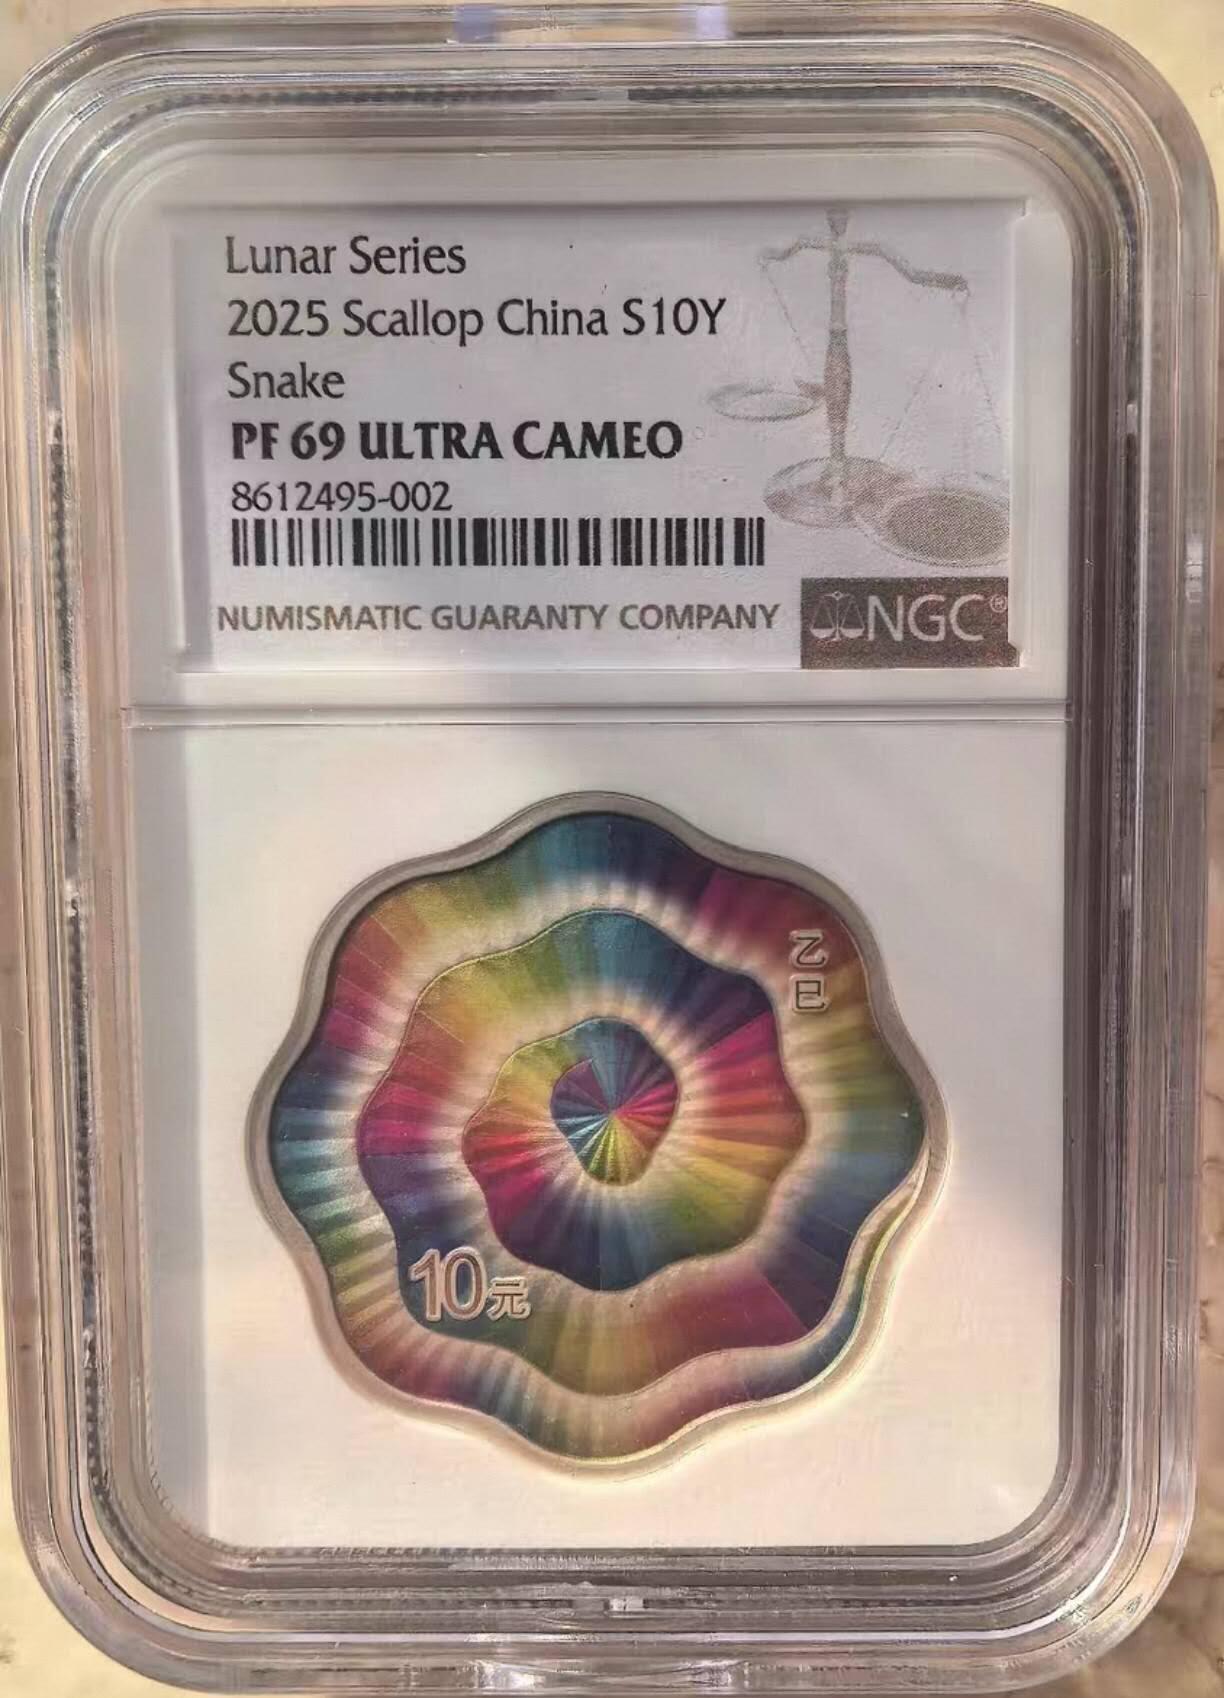 Lunar Series
2025 Scallop China S10Y
Snake
PF 69 ULTRA CAMEO
8612495-002
NUMISMATIC GUARANTY COMPANY
NGC®
乙巳
10元